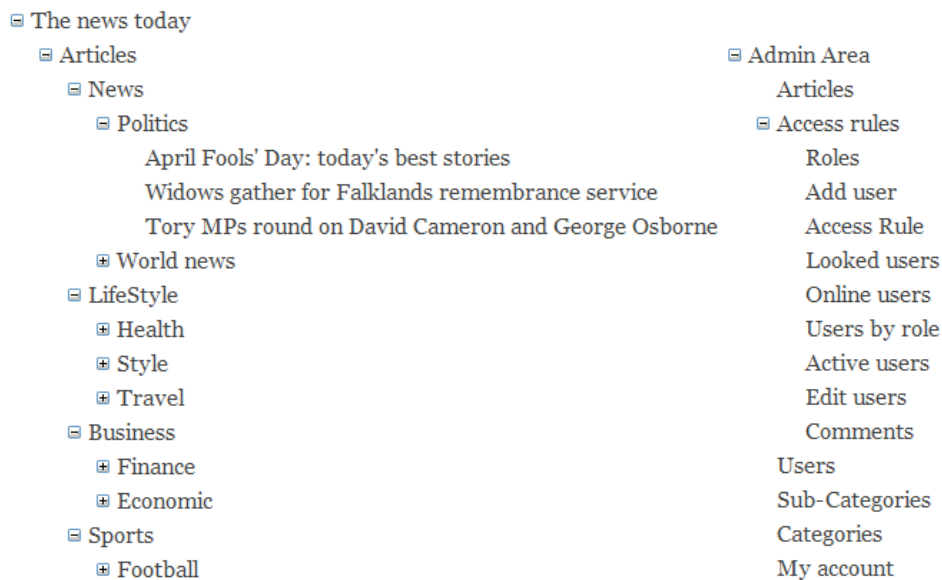 The news today
Articles
News
Politics
April Fools' Day: today's best stories
Widows gather for Falklands remembrance service
Tory MPs round on David Cameron and George Osborne
World news
LifeStyle
Health
Style
Travel
Business
Finance
Economic
Sports
Football
Admin Area
Articles
Access rules
Roles
Add user
Access Rule
Looked users
Online users
Users by role
Active users
Edit users
Comments
Users
Sub-Categories
Categories
My account